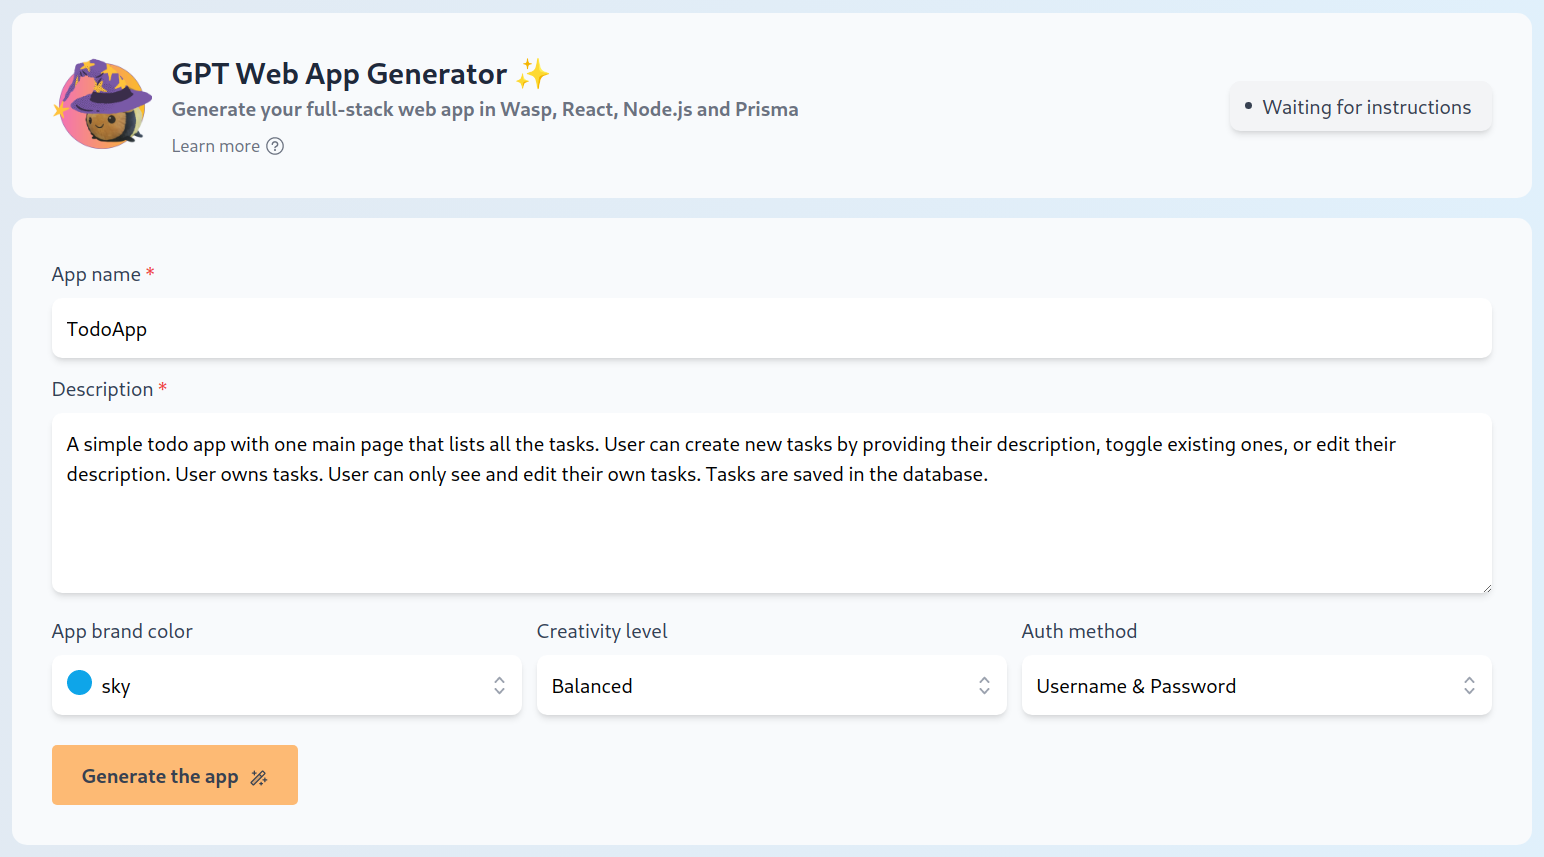 GPT Web App Generator ✨
Generate your full-stack web app in Wasp, React, Node.js and Prisma
Learn more
Waiting for instructions
App name *
TodoApp
Description *
A simple todo app with one main page that lists all the tasks. User can create new tasks by providing their description, toggle existing ones, or edit their
description. User owns tasks. User can only see and edit their own tasks. Tasks are saved in the database.
App brand color
sky
Creativity level
Balanced
Auth method
Username & Password
Generate the app